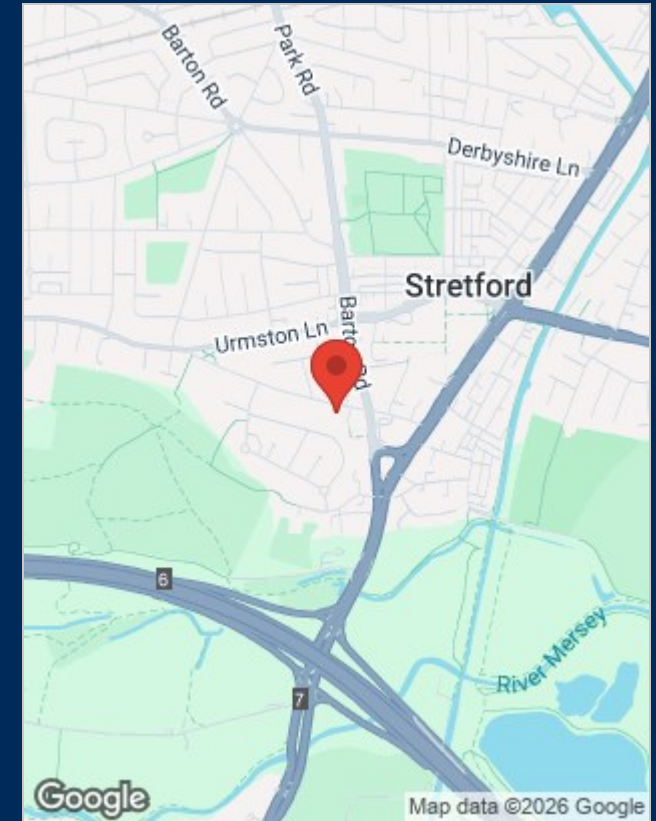 Barton Rd
Park Rd
Derbyshire Ln
Stretford
Urmston Ln
Barton Rd
6
7
River Mersey
Google
Map data ©2026 Google